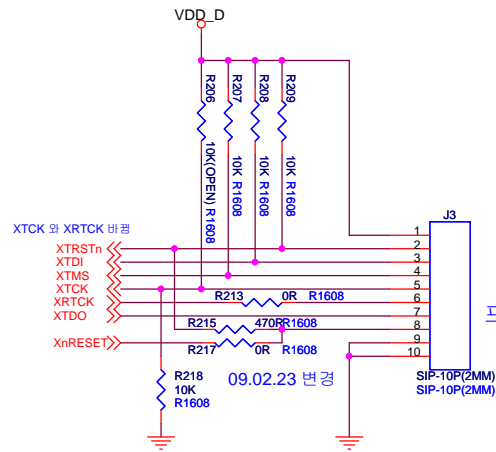 VDD_D
R206
10K(OPEN) R1608
R207
10K R1608
R208
10K R1608
R209
10K R1608
J3
XTCK 와 XRTCK 바뀜
XTRSTn
XTDI
XTMS
XTCK
XRTCK
XTDO
XnRESET
1
2
3
4
5
6
7
8
9
10
R213 0R R1608
R215 470R R1608
R217 0R R1608
R218
10K
R1608
09.02.23 변경
SIP-10P(2MM)
SIP-10P(2MM)